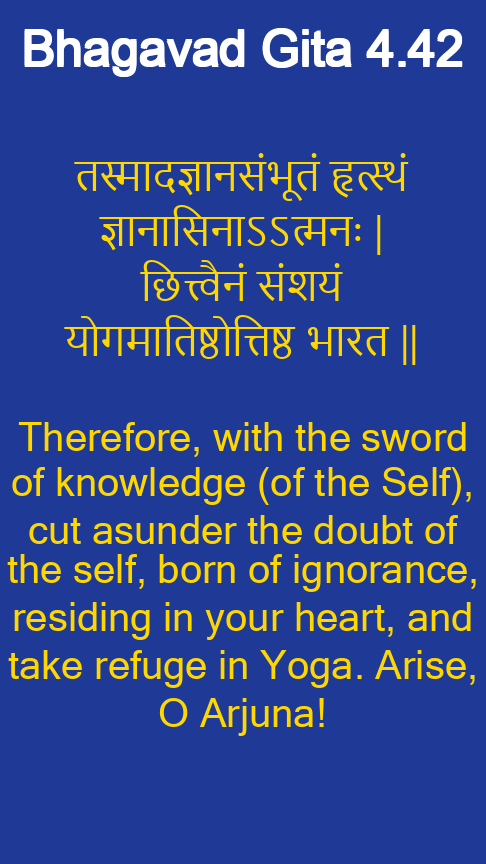 Bhagavad Gita 4.42
तस्मादज्ञानसंभूतं हृत्स्थं
ज्ञानासिनाऽऽत्मनः |
छित्त्वैनं संशयं
योगमातिष्ठोत्तिष्ठ भारत ||
Therefore, with the sword
of knowledge (of the Self),
cut asunder the doubt of
the self, born of ignorance,
residing in your heart, and
take refuge in Yoga. Arise,
O Arjuna!